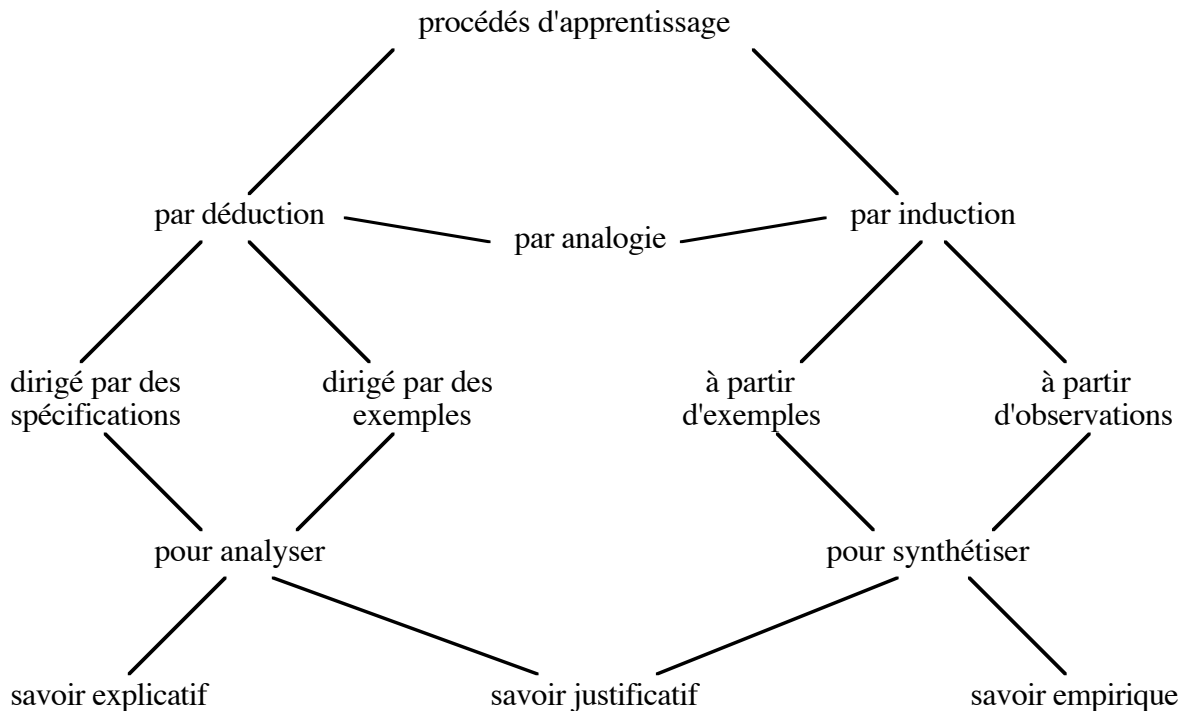 procédés d'apprentissage
par déduction
par induction
par analogie
dirigé par des
spécifications
dirigé par des
exemples
à partir
d'exemples
à partir
d'observations
pour analyser
pour synthétiser
savoir explicatif
savoir justificatif
savoir empirique